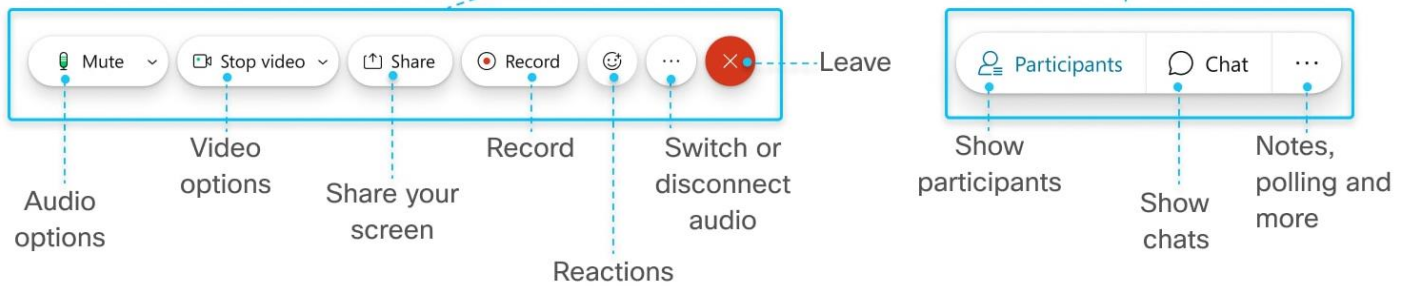 Mute
Stop video
Share
Record
Leave
Participants
Chat
Audio
options
Video
options
Share your
screen
Record
Reactions
Switch or
disconnect
audio
Show
participants
Show
chats
Notes,
polling and
more